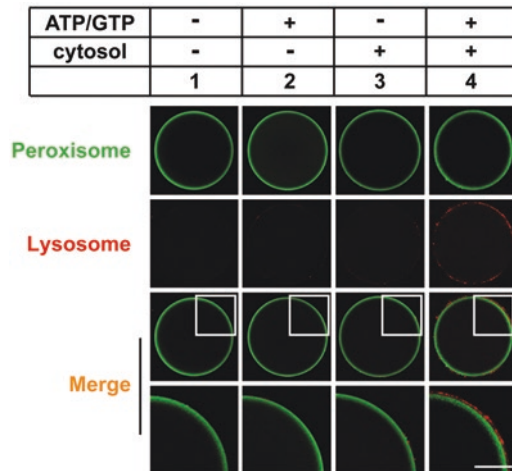 ATP/GTP - + - +
cytosol - - + +
1 2 3 4
Peroxisome
Lysosome
Merge